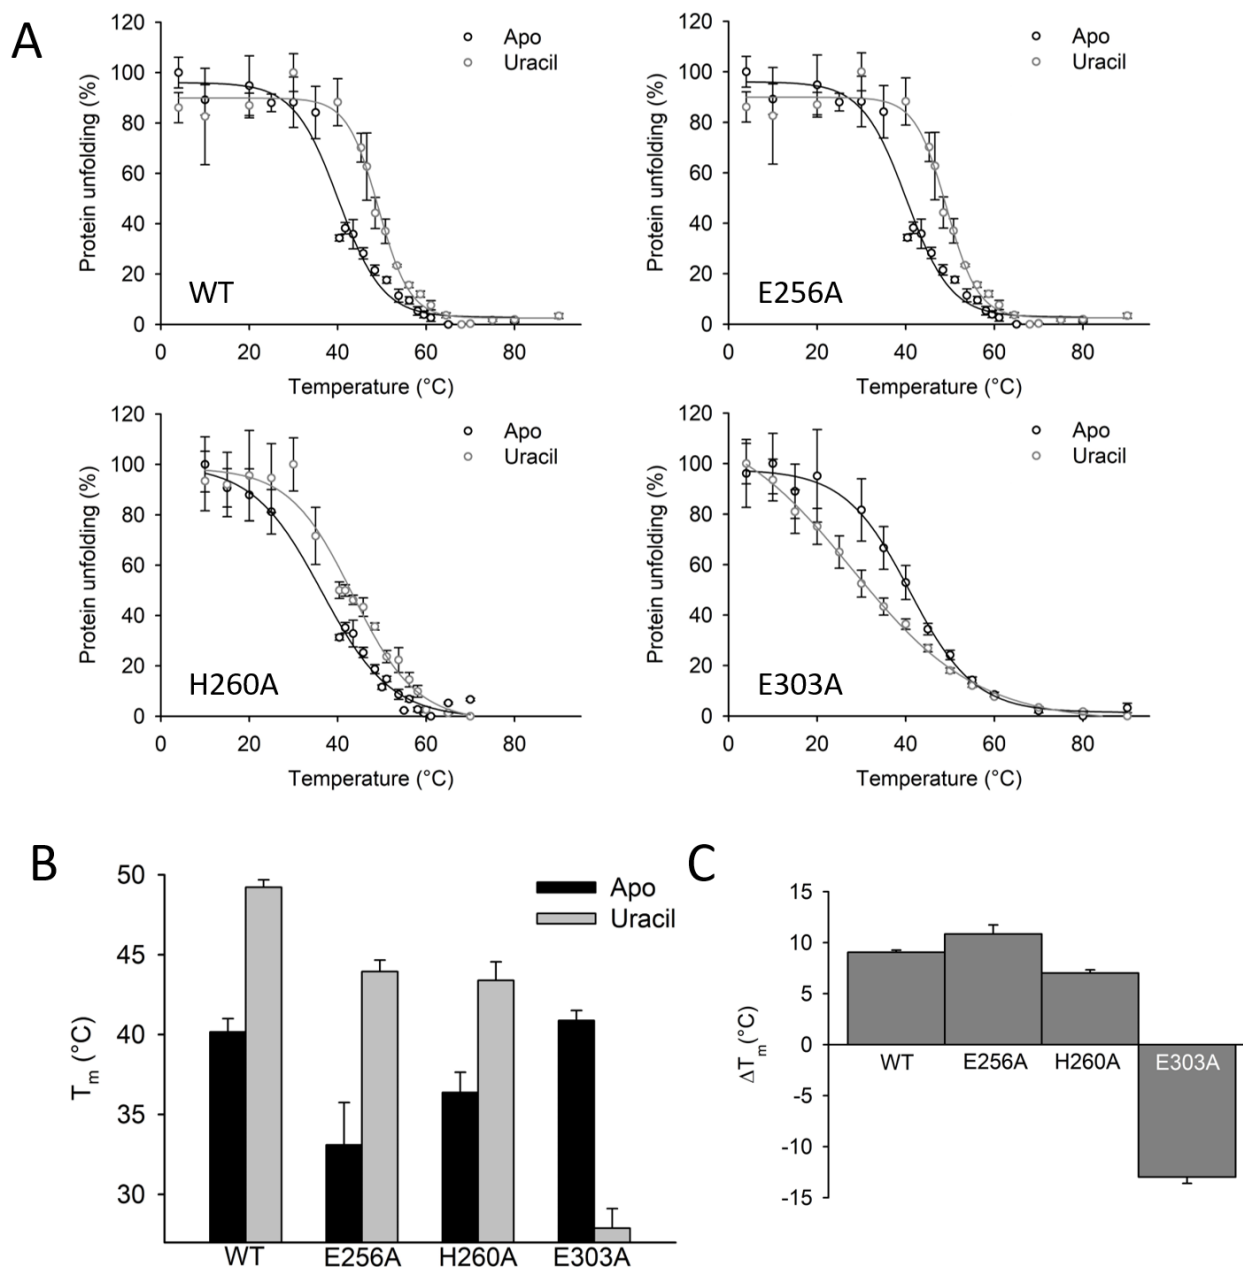 A
120
100
80
60
40
20
0
Protein unfolding (%)
Apo
Uracil
WT
0 20 40 60 80
Temperature (°C)
120
100
80
60
40
20
0
Protein unfolding (%)
Apo
Uracil
E256A
0 20 40 60 80
Temperature (°C)
120
100
80
60
40
20
0
Protein unfolding (%)
Apo
Uracil
H260A
0 20 40 60 80
Temperature (°C)
120
100
80
60
40
20
0
Protein unfolding (%)
Apo
Uracil
E303A
0 20 40 60 80
Temperature (°C)
B
50
45
40
35
30
Tm (°C)
Apo
Uracil
WT E256A H260A E303A
C
15
10
5
0
-5
-10
-15
ΔTm (°C)
WT E256A H260A E303A